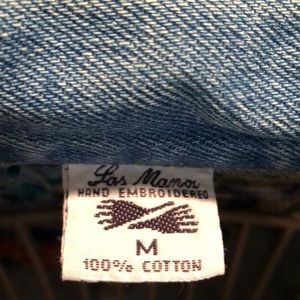 Las Manos
HAND EMBROIDERED
M
100% COTTON